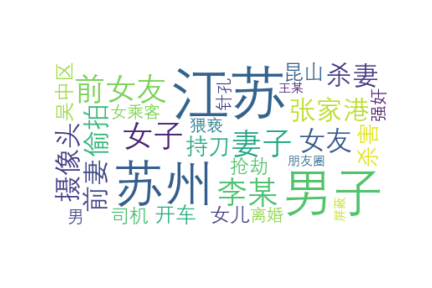 江苏
苏州
男子
前女友
昆山
杀妻
吴中区
女乘客
针孔
王某
张家港
强奸
摄像头
偷拍
女子
猥亵
持刀
妻子
女友
杀害
前妻
抢劫
李某
朋友圈
男
司机
开车
女儿
离婚
屏蔽